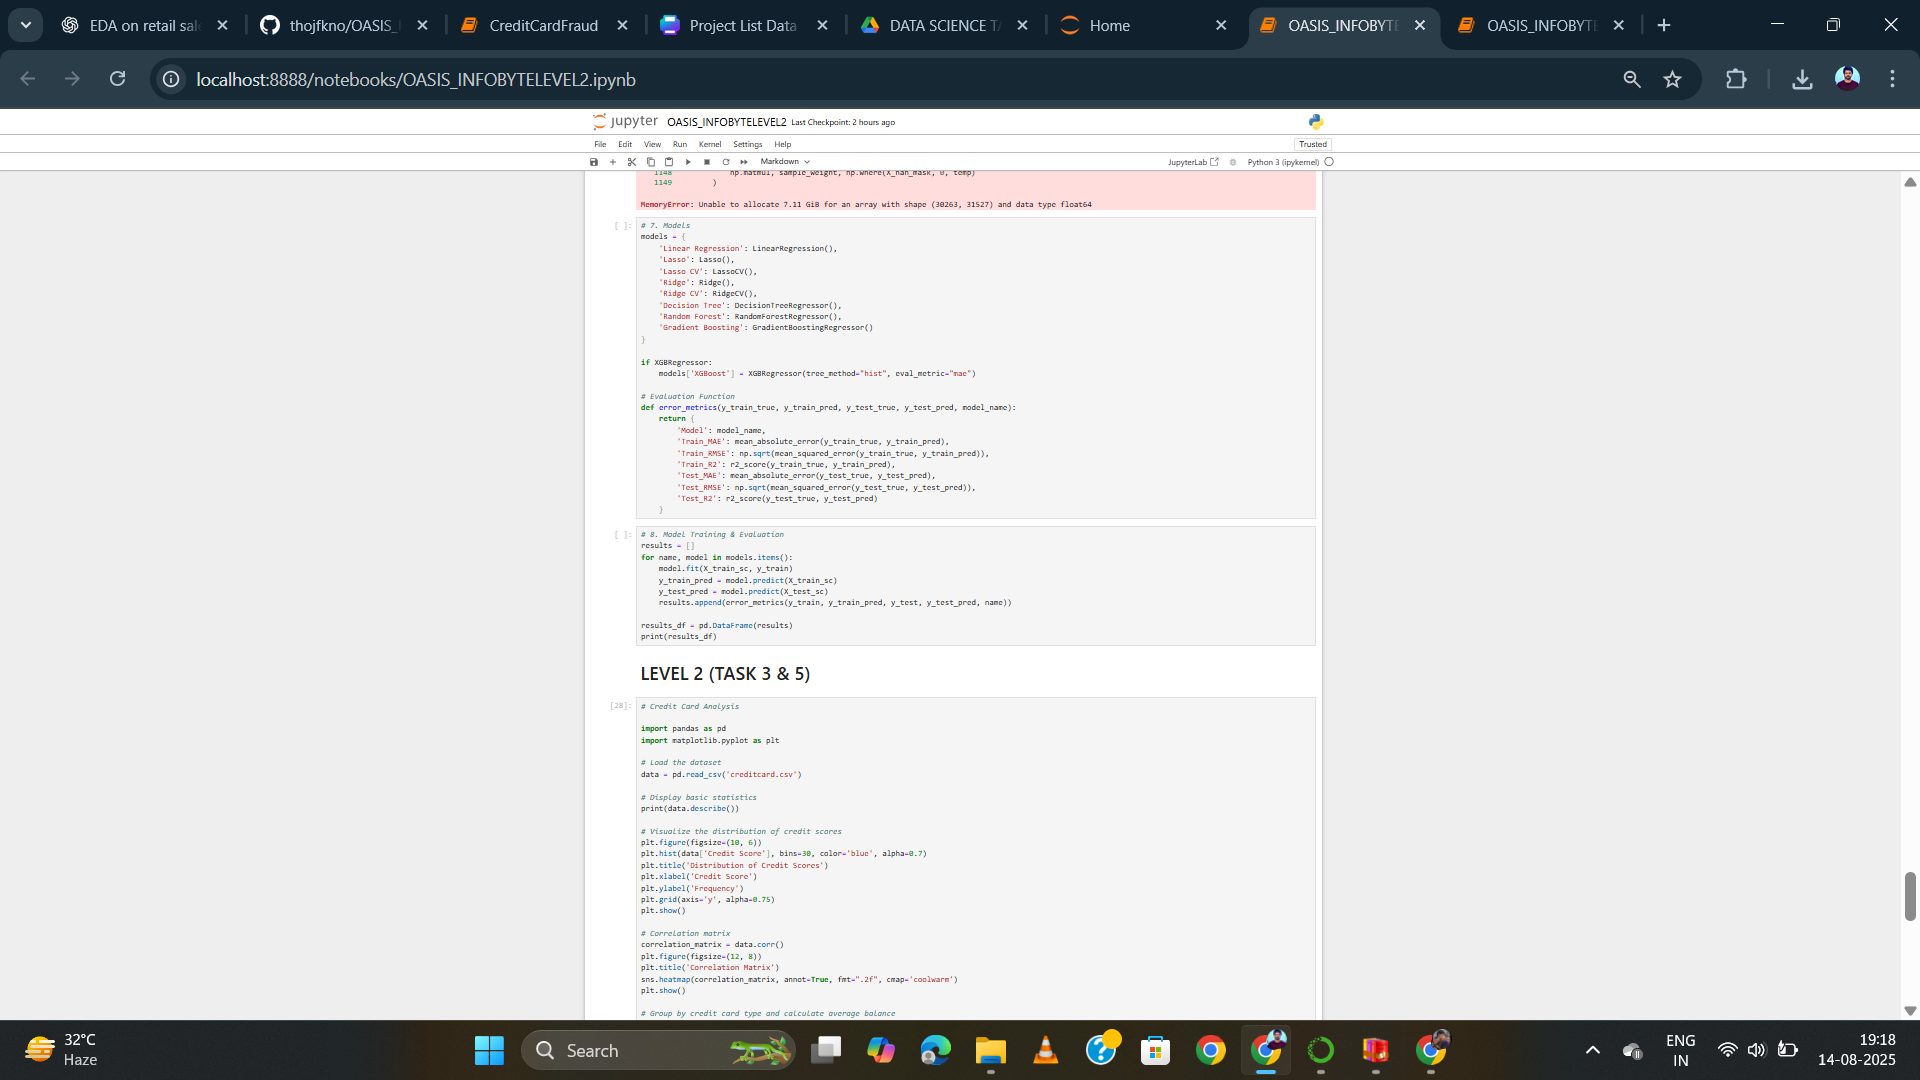 EDA on retail sal
thojfkno/OASIS_
CreditCardFraud
Project List Data
DATA SCIENCE TA
Home
OASIS_INFOBYTE
OASIS_INFOBYTE
localhost:8888/notebooks/OASIS_INFOBYTELEVEL2.ipynb
jupyter OASIS_INFOBYTELEVEL2 Last Checkpoint: 2 hours ago
File Edit View Run Kernel Settings Help
Trusted
Markdown
JupyterLab
Python 3 (ipykernel)
1148 np.matmul, sample_weight, np.where(X_nan_mask, 0, temp)
1149 )
MemoryError: Unable to allocate 7.11 GiB for an array with shape (30263, 31527) and data type float64
[ ]: # 7. Models
models = {
'Linear Regression': LinearRegression(),
'Lasso': Lasso(),
'Lasso CV': LassoCV(),
'Ridge': Ridge(),
'Ridge CV': RidgeCV(),
'Decision Tree': DecisionTreeRegressor(),
'Random Forest': RandomForestRegressor(),
'Gradient Boosting': GradientBoostingRegressor()
}
if XGBRegressor:
models['XGBoost'] = XGBRegressor(tree_method="hist", eval_metric="mae")
# Evaluation Function
def error_metrics(y_train_true, y_train_pred, y_test_true, y_test_pred, model_name):
return {
'Model': model_name,
'Train_MAE': mean_absolute_error(y_train_true, y_train_pred),
'Train_RMSE': np.sqrt(mean_squared_error(y_train_true, y_train_pred)),
'Train_R2': r2_score(y_train_true, y_train_pred),
'Test_MAE': mean_absolute_error(y_test_true, y_test_pred),
'Test_RMSE': np.sqrt(mean_squared_error(y_test_true, y_test_pred)),
'Test_R2': r2_score(y_test_true, y_test_pred)
}
[ ]: # 8. Model Training & Evaluation
results = []
for name, model in models.items():
model.fit(X_train_sc, y_train)
y_train_pred = model.predict(X_train_sc)
y_test_pred = model.predict(X_test_sc)
results.append(error_metrics(y_train, y_train_pred, y_test, y_test_pred, name))
results_df = pd.DataFrame(results)
print(results_df)
LEVEL 2 (TASK 3 & 5)
[28]: # Credit Card Analysis
import pandas as pd
import matplotlib.pyplot as plt
# Load the dataset
data = pd.read_csv('creditcard.csv')
# Display basic statistics
print(data.describe())
# Visualize the distribution of credit scores
plt.figure(figsize=(10, 6))
plt.hist(data['Credit Score'], bins=30, color='blue', alpha=0.7)
plt.title('Distribution of Credit Scores')
plt.xlabel('Credit Score')
plt.ylabel('Frequency')
plt.grid(axis='y', alpha=0.75)
plt.show()
# Correlation matrix
correlation_matrix = data.corr()
plt.figure(figsize=(12, 8))
plt.title('Correlation Matrix')
sns.heatmap(correlation_matrix, annot=True, fmt=".2f", cmap='coolwarm')
plt.show()
# Group by credit card type and calculate average balance
32°C
Haze
Search
ENG
IN
19:18
14-08-2025